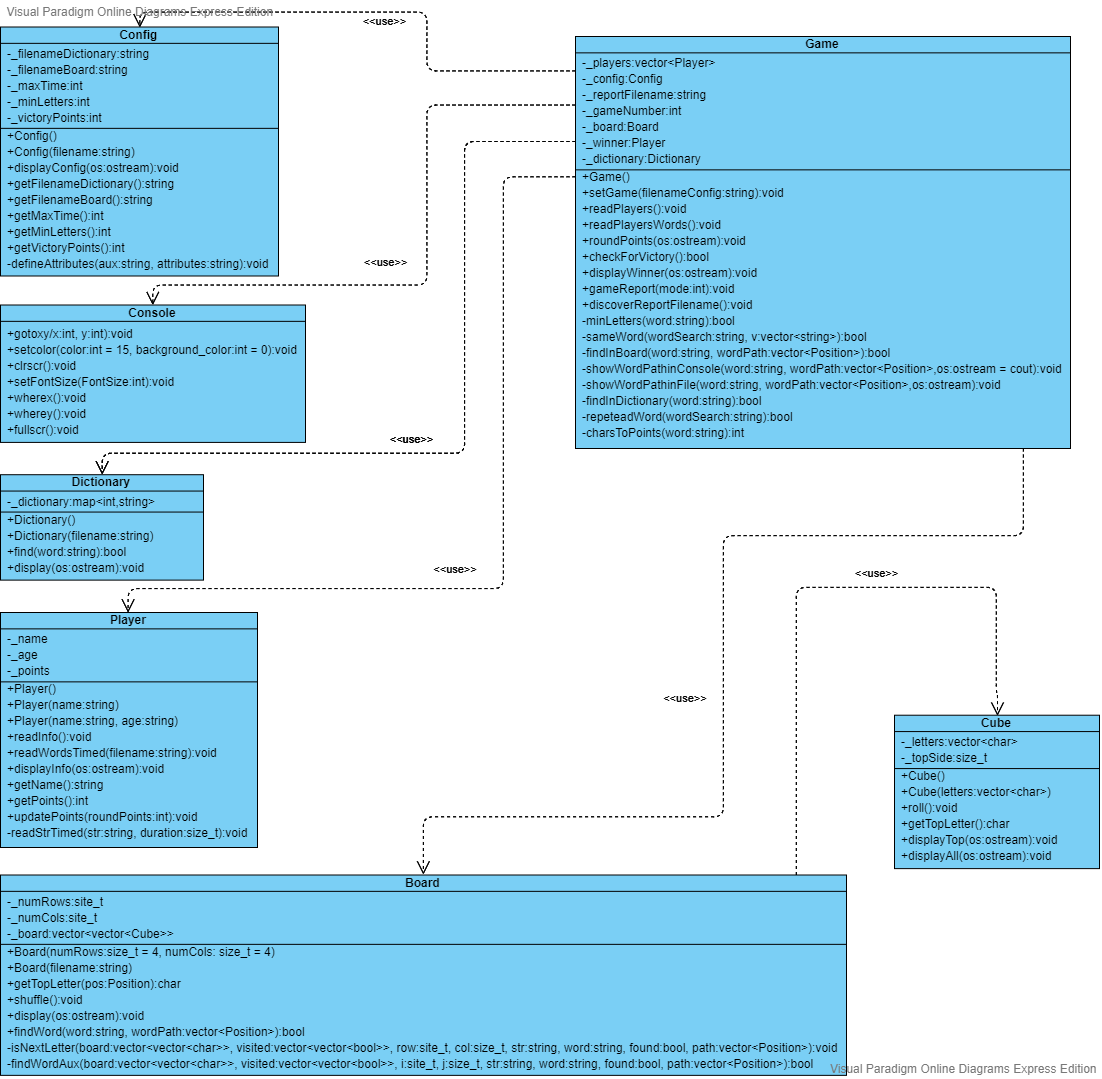 Visual Paradigm Online Diagrams Express Edition
<<use>>
Config
-_filenameDictionary:string
-_filenameBoard:string
-_maxTime:int
-_minLetters:int
-_victoryPoints:int
+Config()
+Config(filename:string)
+displayConfig(os:ostream):void
+getFilenameDictionary():string
+getFilenameBoard():string
+getMaxTime():int
+getMinLetters():int
+getVictoryPoints():int
-defineAttributes(aux:string, attributes:string):void
Game
-_players:vector<Player>
-_config:Config
-_reportFilename:string
-_gameNumber:int
-_board:Board
-_winner:Player
-_dictionary:Dictionary
+Game()
+setGame(filenameConfig:string):void
+readPlayers():void
+readPlayersWords():void
+roundPoints(os:ostream):void
+checkForVictory():bool
+displayWinner(os:ostream):void
+gameReport(mode:int):void
+discoverReportFilename():void
-minLetters(word:string):bool
-sameWord(wordSearch:string, v:vector<string>):bool
-findInBoard(word:string, wordPath:vector<Position>):bool
-showWordPathinConsole(word:string, wordPath:vector<Position>,os:ostream = cout):void
-showWordPathinFile(word:string, wordPath:vector<Position>,os:ostream):void
-findInDictionary(word:string):bool
-repeteadWord(wordSearch:string):bool
-charsToPoints(word:string):int
<<use>>
Console
+gotoxy/x:int, y:int):void
+setcolor(color:int = 15, background_color:int = 0):void
+clrscr():void
+setFontSize(FontSize:int):void
+wherex():void
+wherey():void
+fullscr():void
<<use>>
Dictionary
-_dictionary:map<int,string>
+Dictionary()
+Dictionary(filename:string)
+find(word:string):bool
+display(os:ostream):void
<<use>>
Player
-_name
-_age
-_points
+Player()
+Player(name:string)
+Player(name:string, age:string)
+readInfo():void
+readWordsTimed(filename:string):void
+displayInfo(os:ostream):void
+getName():string
+getPoints():int
+updatePoints(roundPoints:int):void
-readStrTimed(str:string, duration:size_t):void
<<use>>
<<use>>
Cube
-_letters:vector<char>
-_topSide:size_t
+Cube()
+Cube(letters:vector<char>)
+roll():void
+getTopLetter():char
+displayTop(os:ostream):void
+displayAll(os:ostream):void
Board
-_numRows:site_t
-_numCols:site_t
-_board:vector<vector<Cube>>
+Board(numRows:size_t = 4, numCols: size_t = 4)
+Board(filename:string)
+getTopLetter(pos:Position):char
+shuffle():void
+display(os:ostream):void
+findWord(word:string, wordPath:vector<Position>):bool
-isNextLetter(board:vector<vector<char>>, visited:vector<vector<bool>>, row:site_t, col:size_t, str:string, word:string, found:bool, path:vector<Position>):void
-findWordAux(board:vector<vector<char>>, visited:vector<vector<bool>>, i:site_t, j:size_t, str:string, word:string, found:bool, path:vector<Position>):bool
Visual Paradigm Online Diagrams Express Edition